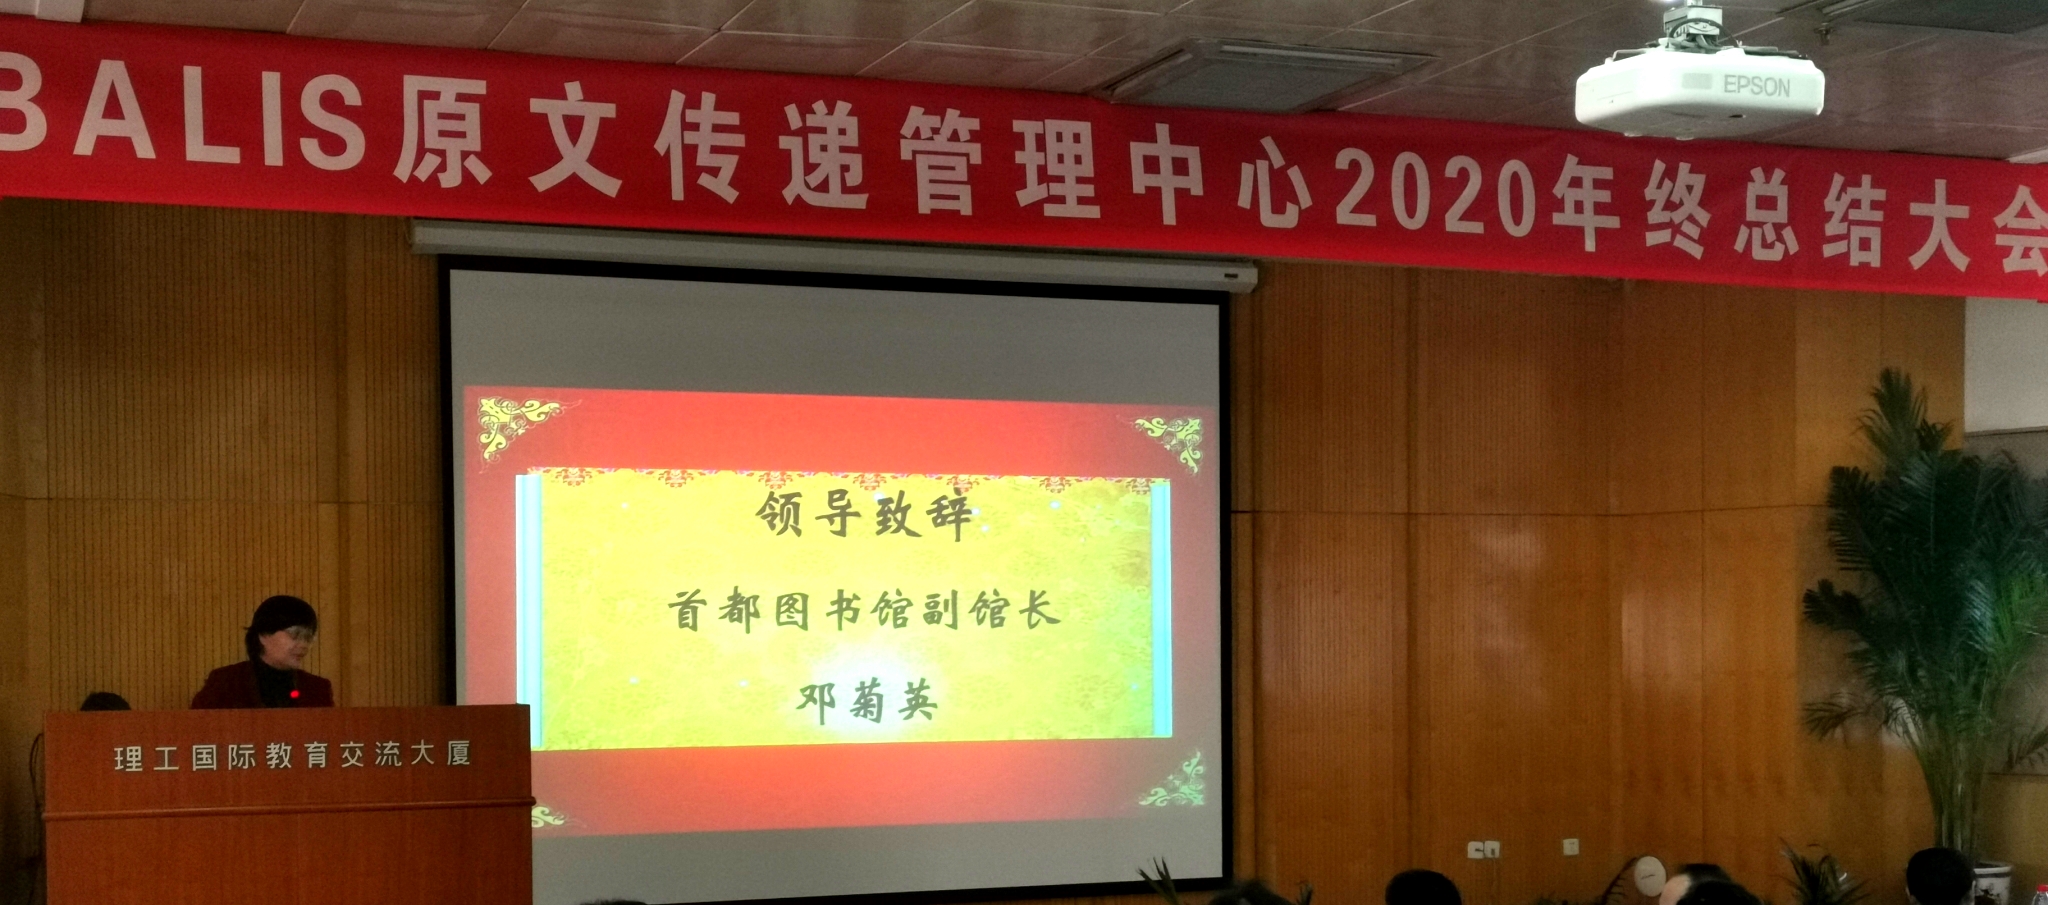 BALIS原文传递管理中心2020年终总结大会
EPSON
领导致辞
首都图书馆副馆长
邓菊英
理工国际教育交流大厦